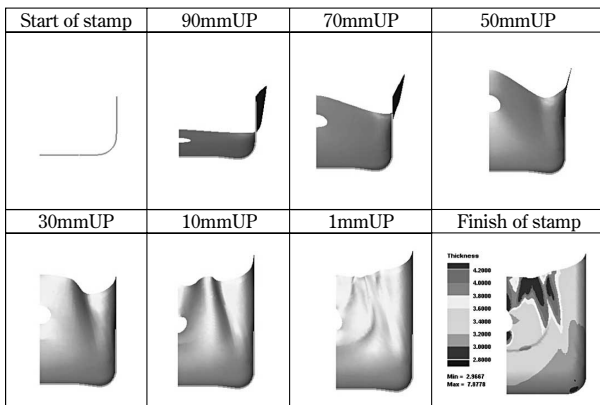 Start of stamp
90mmUP
70mmUP
50mmUP
30mmUP
10mmUP
1mmUP
Finish of stamp
Thickness
4.2000
4.0000
3.8000
3.6000
3.4000
3.2000
3.0000
2.8000
Min = 2.9667
Max = 7.0770